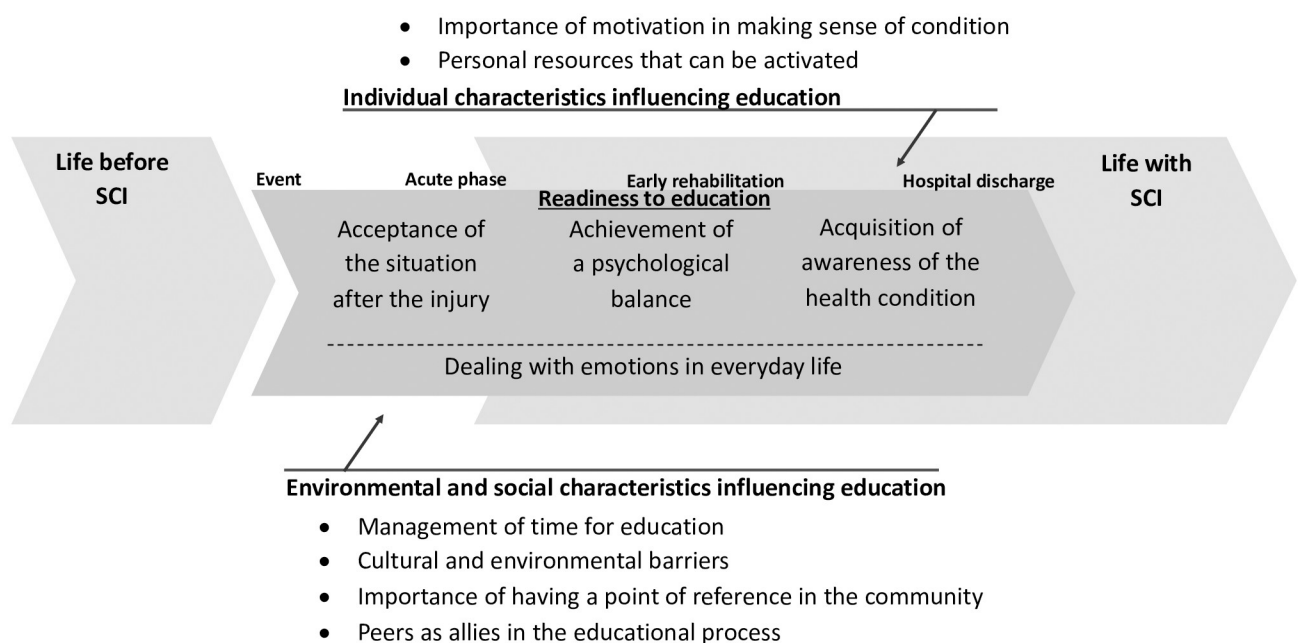 • Importance of motivation in making sense of condition
• Personal resources that can be activated
Individual characteristics influencing education
Life before
SCI
Event
Acute phase
Early rehabilitation
Hospital discharge
Life with
SCI
Readiness to education
Acceptance of
the situation
after the injury
Achievement of
a psychological
balance
Acquisition of
awareness of the
health condition
Dealing with emotions in everyday life
Environmental and social characteristics influencing education
• Management of time for education
• Cultural and environmental barriers
• Importance of having a point of reference in the community
• Peers as allies in the educational process